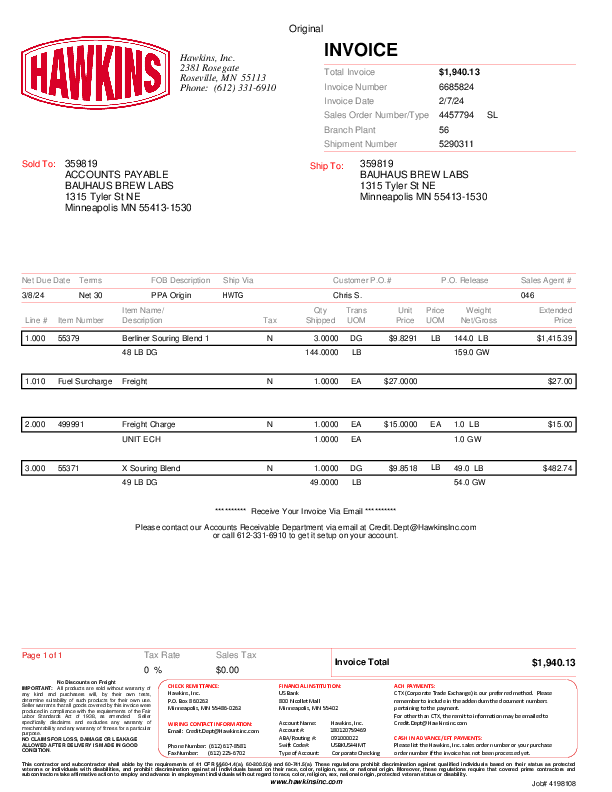 Original
HAWKINS
Hawkins, Inc.
2381 Rosegate
Roseville, MN 55113
Phone: (612) 331-6910
INVOICE
Total Invoice $1,940.13
Invoice Number 6685824
Invoice Date 2/7/24
Sales Order Number/Type 4457794 SL
Branch Plant 56
Shipment Number 5290311
Sold To: 359819
ACCOUNTS PAYABLE
BAUHAUS BREW LABS
1315 Tyler St NE
Minneapolis MN 55413-1530
Ship To: 359819
BAUHAUS BREW LABS
1315 Tyler St NE
Minneapolis MN 55413-1530
Net Due Date Terms FOB Description Ship Via Customer P.O.# P.O. Release Sales Agent #
3/8/24 Net 30 PPA Origin HWTG Chris S. 046
Line # Item Number Item Name/ Description Tax Qty Shipped Trans UOM Unit Price Price UOM Weight Net/Gross Extended Price
1.000 55379 Berliner Souring Blend 1 N 3.0000 DG $9.8291 LB 144.0 LB $1,415.39
48 LB DG 144.0000 LB 159.0 GW
1.010 Fuel Surcharge Freight N 1.0000 EA $27.0000 $27.00
2.000 499991 Freight Charge N 1.0000 EA $15.0000 EA 1.0 LB $15.00
UNIT ECH 1.0000 EA 1.0 GW
3.000 55371 X Souring Blend N 1.0000 DG $9.8518 LB 49.0 LB $482.74
49 LB DG 49.0000 LB 54.0 GW
********** Receive Your Invoice Via Email **********
Please contact our Accounts Receivable Department via email at Credit.Dept@HawkinsInc.com
or call 612-331-6910 to get it setup on your account.
Page 1 of 1
Tax Rate Sales Tax
0 % $0.00
Invoice Total $1,940.13
No Discounts on Freight
IMPORTANT: All products are sold without warranty of
any kind and purchasers will, by their own tests,
determine suitability of such products for their own use.
Seller warrants that all goods covered by this invoice were
produced in compliance with the requirements of the Fair
Labor Standards Act of 1938, as amended. Seller
specifically disclaims and excludes any warranty of
merchantability and any warranty of fitness for a particular
purpose.
NO CLAIMS FOR LOSS, DAMAGE OR LEAKAGE
ALLOWED AFTER DELIVERY IS MADE IN GOOD
CONDITION.
CHECK REMITTANCE:
Hawkins, Inc.
P.O. Box 860263
Minneapolis, MN 55486-0263
WIRING CONTACT INFORMATION:
Email: Credit.Dept@HawkinsInc.com
Phone Number: (612) 617-8581
Fax Number: (612) 225-6702
FINANCIAL INSTITUTION:
US Bank
800 Nicollet Mall
Minneapolis, MN 55402
Account Name: Hawkins, Inc.
Account #: 180120759469
ABA/Routing #: 091000022
Swift Code#: USBKUS44IMT
Type of Account: Corporate Checking
ACH PAYMENTS:
CTX (Corporate Trade Exchange) is our preferred method. Please
remember to include in the addendum the document numbers
pertaining to the payment.
For other than CTX, the remit to information may be emailed to
Credit.Dept@HawkinsInc.com
CASH IN ADVANCE/EFT PAYMENTS:
Please list the Hawkins, Inc. sales order number or your purchase
order number if the invoice has not been processed yet.
This contractor and subcontractor shall abide by the requirements of 41 CFR §§60-1.4(a), 60-300.5(a) and 60-741.5(a). These regulations prohibit discrimination against qualified individuals based on their status as protected
veterans or individuals with disabilities, and prohibit discrimination against all individuals based on their race, color, religion, sex, or national origin. Moreover, these regulations require that covered prime contractors and
subcontractors take affirmative action to employ and advance in employment individuals without regard to race, color, religion, sex, national origin, protected veteran status or disability.
www.hawkinsinc.com
Job# 4198108